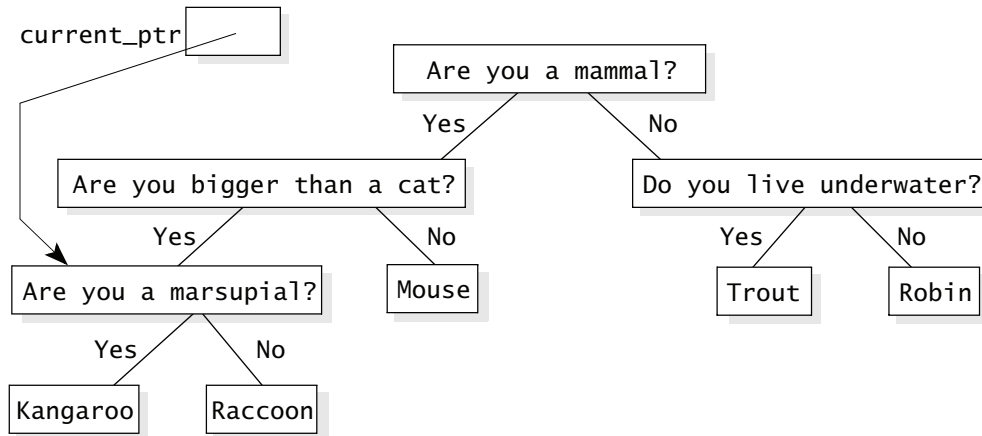 current_ptr
Are you a mammal?
Yes
No
Are you bigger than a cat?
Do you live underwater?
Yes
No
Yes
No
Are you a marsupial?
Mouse
Trout
Robin
Yes
No
Kangaroo
Raccoon